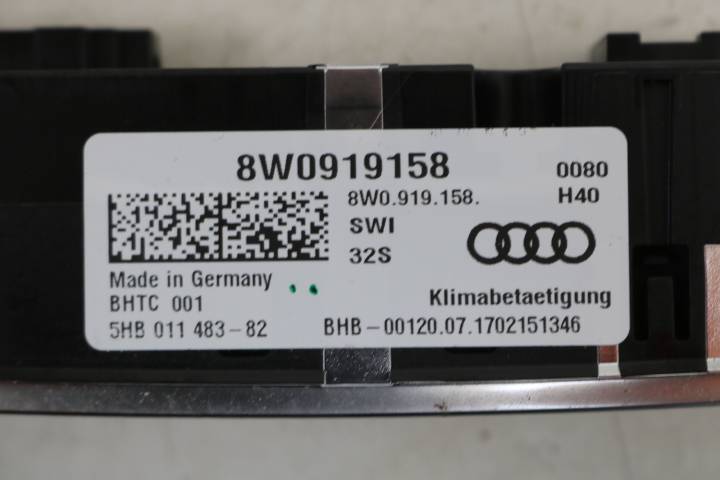 8W0919158
0080
8W0.919.158.
H40
SWI
32S
Made in Germany
BHTC 001
Klimabetaetigung
5HB 011 483-82
BHB-00120.07.1702151346